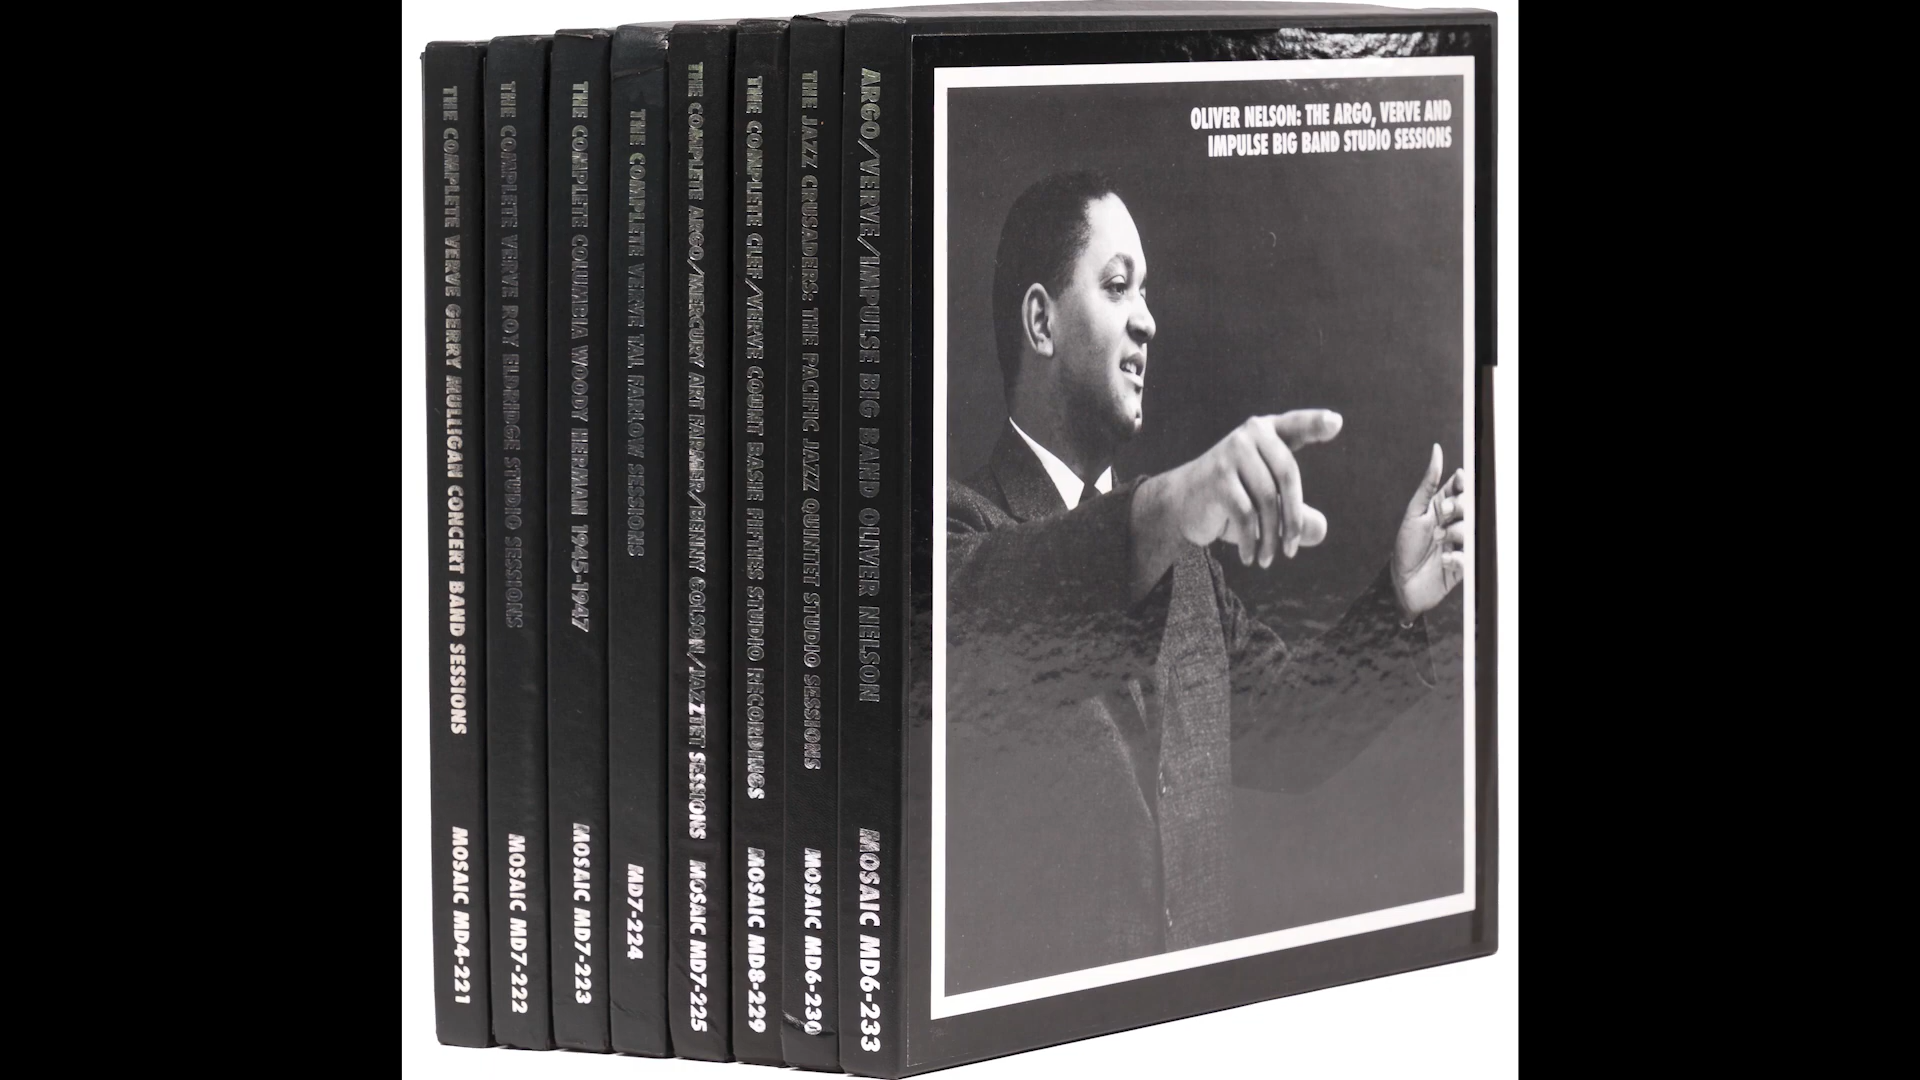 THE COMPLETE VERVE GERRY MULLIGAN CONCERT BAND SESSIONS MOSAIC MD4-221
THE COMPLETE VERVE ROY ELDRIDGE STUDIO SESSIONS MOSAIC MD7-222
THE COMPLETE COLUMBIA WOODY HERMAN 1945-1947 MOSAIC MD7-223
THE COMPLETE VERVE TAL FARLOW SESSIONS MD7-224
THE COMPLETE ARGO/MERCURY ART FARMER/BENNY GOLSON/JAZZTET SESSIONS MOSAIC MD7-225
THE COMPLETE CLEF/VERVE COUNT BASIE FIFTIES STUDIO RECORDINGS MOSAIC MD8-229
THE JAZZ CRUSADERS: THE PACIFIC JAZZ QUINTET STUDIO SESSIONS MOSAIC MD6-230
ARGO/VERVE/IMPULSE BIG BAND OLIVER NELSON MOSAIC MD6-233
OLIVER NELSON: THE ARGO, VERVE AND
IMPULSE BIG BAND STUDIO SESSIONS